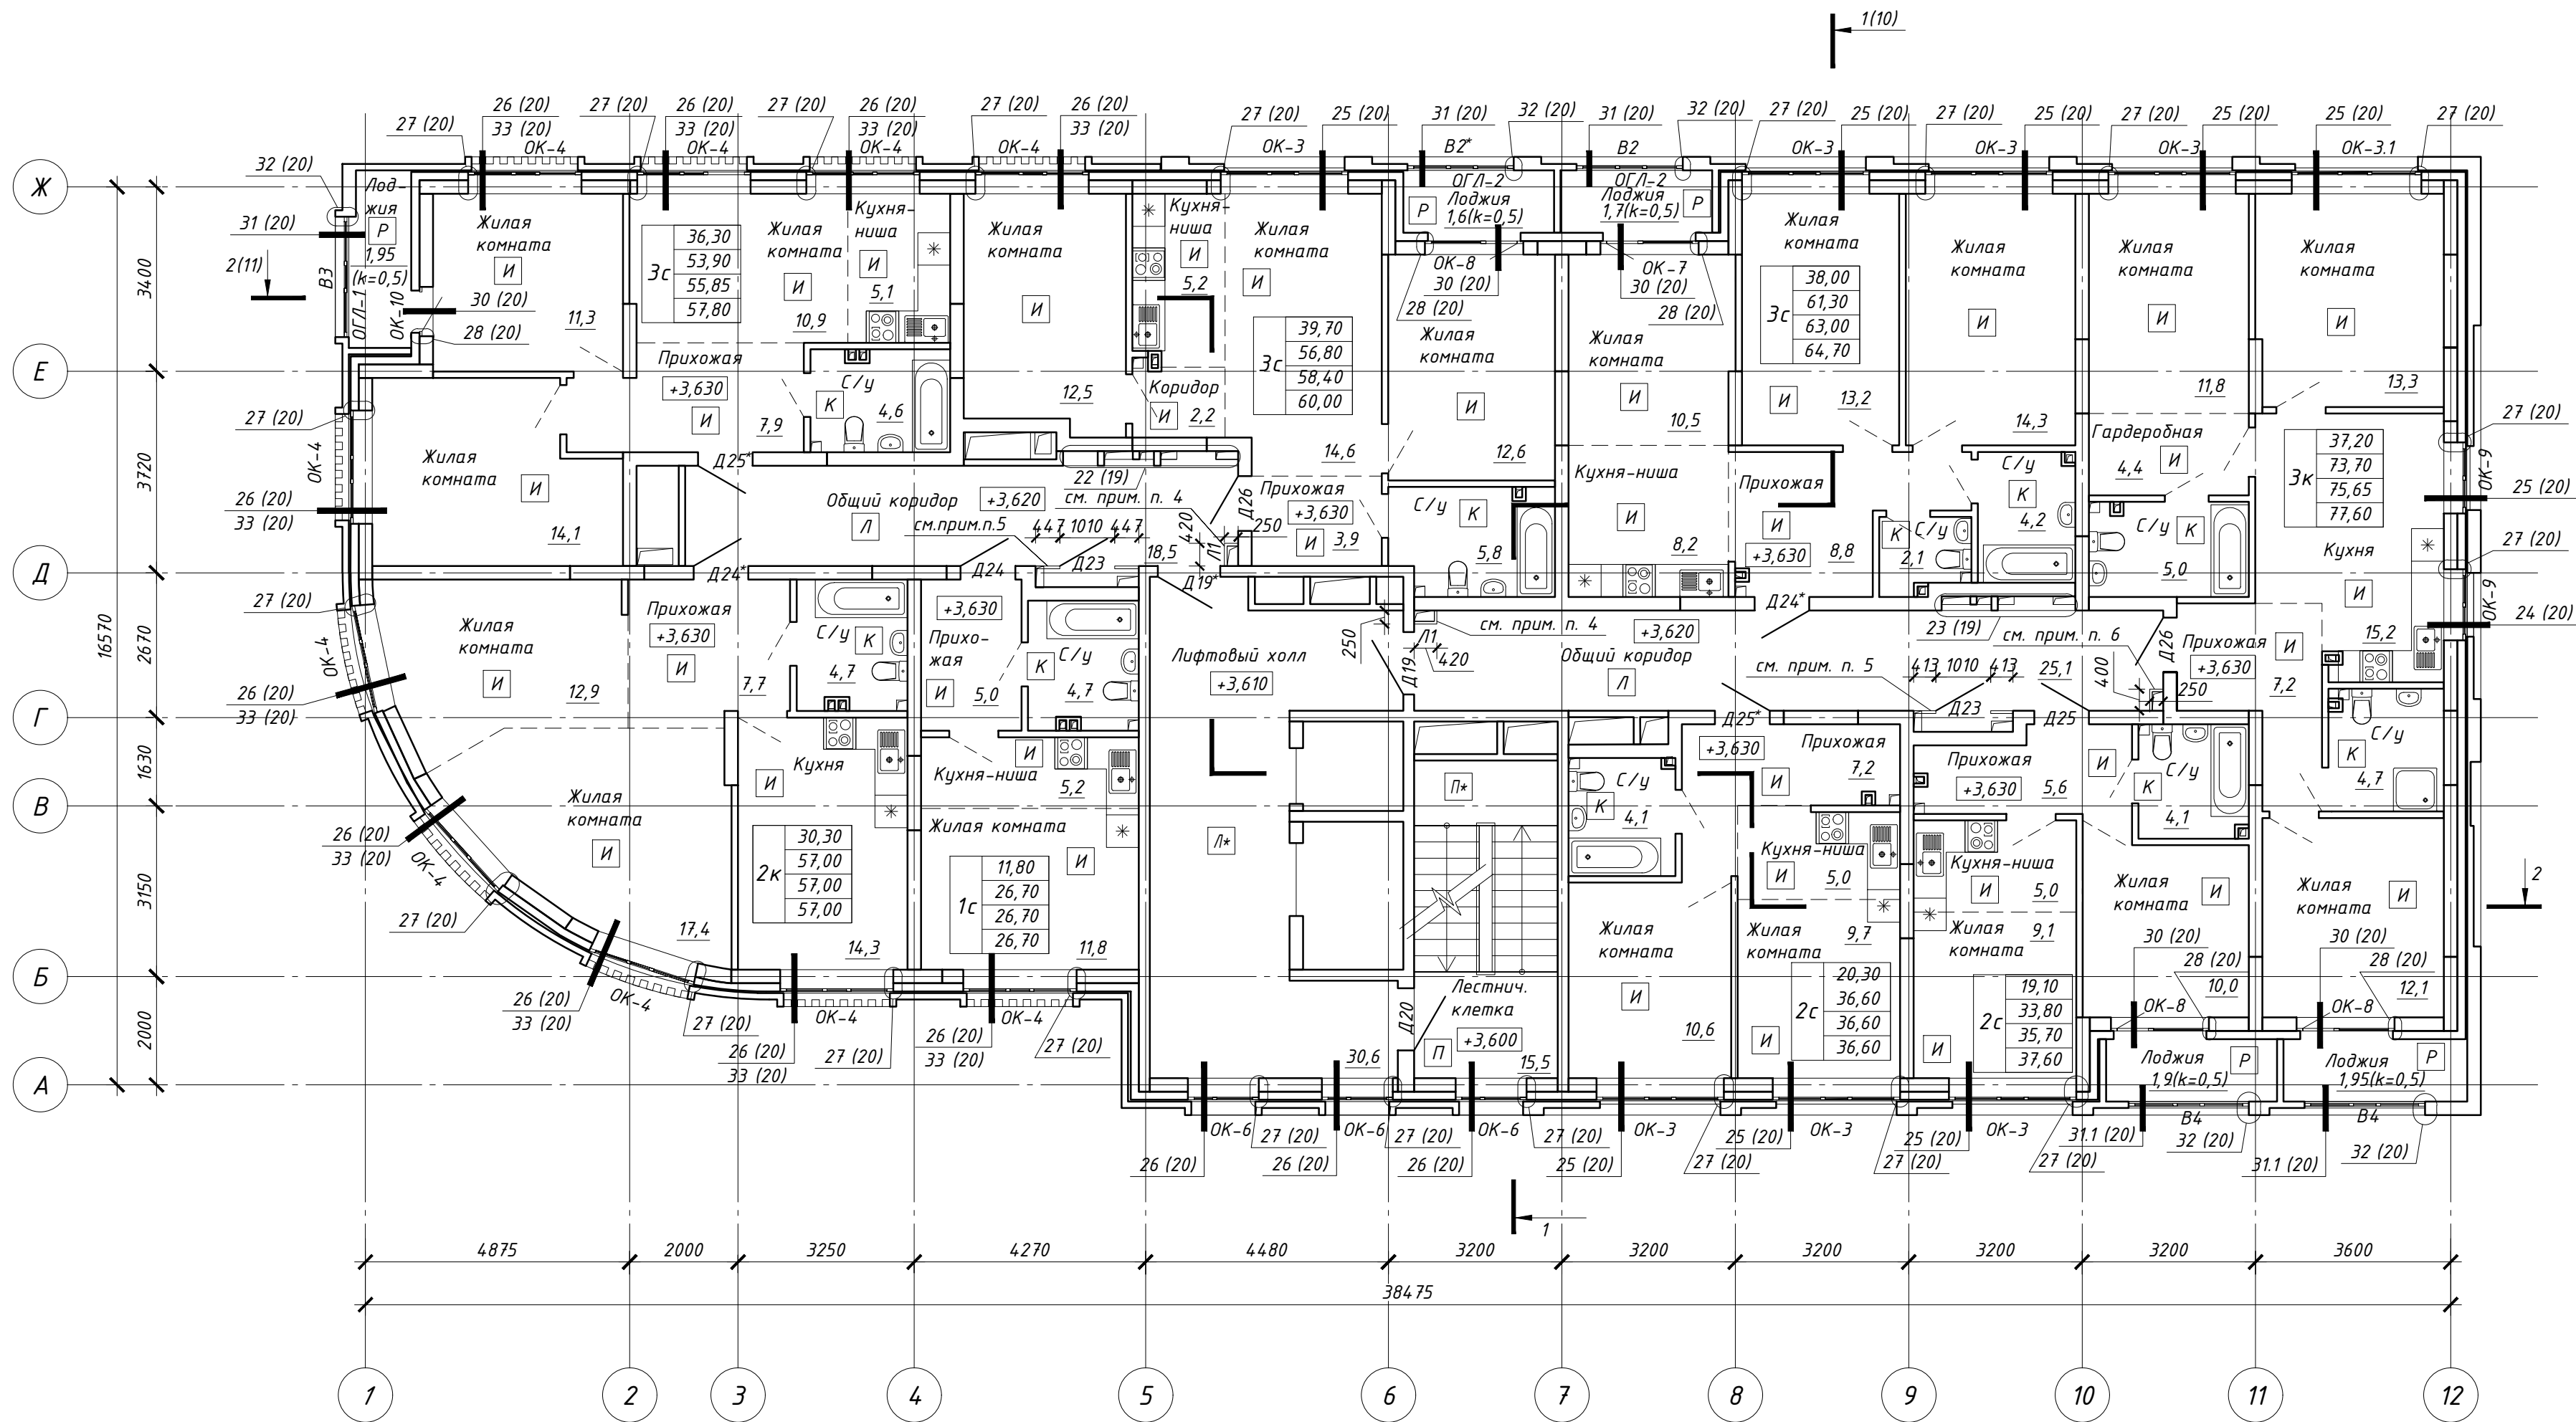 1(10)
26 (20)
33 (20)
ОК-4
27 (20)
27 (20)
26 (20)
33 (20)
ОК-4
27 (20)
26 (20)
33 (20)
ОК-4
27 (20)
26 (20)
33 (20)
ОК-4
27 (20)
25 (20)
ОК-3
31 (20)
В2*
32 (20)
31 (20)
В2
32 (20)
27 (20)
25 (20)
ОК-3
27 (20)
25 (20)
ОК-3
27 (20)
25 (20)
ОК-3
25 (20)
ОК-3.1
27 (20)
32 (20)
31 (20)
2(11)
В3
ОГЛ-1
ОК-10
Лод-
жия
Р
1,95
(k=0,5)
30 (20)
28 (20)
Жилая
комната
И
11,3
3с
36,30
53,90
55,85
57,80
Жилая
комната
И
10,9
Кухня-
ниша
И
5,1
Жилая
комната
И
12,5
Кухня-
ниша
И
5,2
Жилая
комната
И
14,6
3с
39,70
56,80
58,40
60,00
ОГЛ-2
Лоджия
Р
1,6(k=0,5)
ОГЛ-2
Лоджия
Р
1,7(k=0,5)
ОК-8
30 (20)
28 (20)
ОК-7
30 (20)
28 (20)
Жилая
комната
И
12,6
Жилая
комната
И
10,5
Жилая
комната
И
13,2
3с
38,00
61,30
63,00
64,70
Жилая
комната
И
14,3
Жилая
комната
И
11,8
Жилая
комната
И
13,3
Прихожая
+3,630
И
7,9
С/у
К
4,6
Коридор
И
2,2
27 (20)
ОК-4
26 (20)
33 (20)
Жилая
комната
И
14,1
Д25*
Общий коридор
+3,620
Л
22 (19)
см. прим. п. 4
см.прим.п.5
447
1010
447
18,5
420
250
Л1
Д26
Прихожая
+3,630
И
3,9
С/у
К
5,8
Кухня-ниша
И
8,2
Прихожая
И
+3,630
8,8
С/у
К
2,1
С/у
К
4,2
Гардеробная
И
4,4
С/у
К
5,0
3к
37,20
73,70
75,65
77,60
Кухня
И
15,2
27 (20)
ОК-9
25 (20)
27 (20)
ОК-9
24 (20)
Д24*
Д24
Д23
Д19*
27 (20)
ОК-4
26 (20)
33 (20)
Жилая
комната
И
12,9
Прихожая
+3,630
И
7,7
С/у
К
4,7
+3,630
Прихо-
жая
И
5,0
С/у
К
4,7
Лифтовый холл
+3,610
250
Д19
Л1
420
см. прим. п. 4
+3,620
Общий коридор
Л
Д24*
23 (19)
см. прим. п. 6
см. прим. п. 5
413
1010
413
25,1
400
250
Д26
Прихожая
+3,630
И
7,2
Д25*
Д23
Д25
Жилая
комната
И
17,4
Кухня
И
14,3
2к
30,30
57,00
57,00
57,00
Кухня-ниша
И
5,2
Жилая комната
И
11,8
1с
11,80
26,70
26,70
26,70
Л*
30,6
П*
Лестнич.
клетка
+3,600
П
15,5
Д20
С/у
К
4,1
+3,630
Прихожая
И
7,2
Кухня-ниша
И
5,0
Жилая
комната
И
10,6
Жилая
комната
9,7
И
2с
20,30
36,60
36,60
36,60
Прихожая
+3,630
5,6
И
С/у
К
4,1
Кухня-ниша
И
5,0
Жилая
комната
9,1
И
2с
19,10
33,80
35,70
37,60
Жилая
комната
И
10,0
С/у
К
4,7
Жилая
комната
И
12,1
30 (20)
28 (20)
ОК-8
30 (20)
28 (20)
ОК-8
Лоджия
Р
1,9(k=0,5)
Лоджия
Р
1,95(k=0,5)
В4
В4
2
26 (20)
33 (20)
ОК-4
27 (20)
26 (20)
33 (20)
ОК-4
27 (20)
26 (20)
33 (20)
ОК-4
27 (20)
26 (20)
33 (20)
ОК-4
27 (20)
ОК-6
26 (20)
27 (20)
ОК-6
26 (20)
27 (20)
ОК-6
26 (20)
27 (20)
25 (20)
ОК-3
27 (20)
25 (20)
ОК-3
27 (20)
25 (20)
ОК-3
27 (20)
31.1 (20)
32 (20)
31.1 (20)
32 (20)
1
Ж
Е
Д
Г
В
Б
А
3400
3720
2670
1630
3150
2000
16570
4875
2000
3250
4270
4480
3200
3200
3200
3200
3200
3600
38475
1
2
3
4
5
6
7
8
9
10
11
12